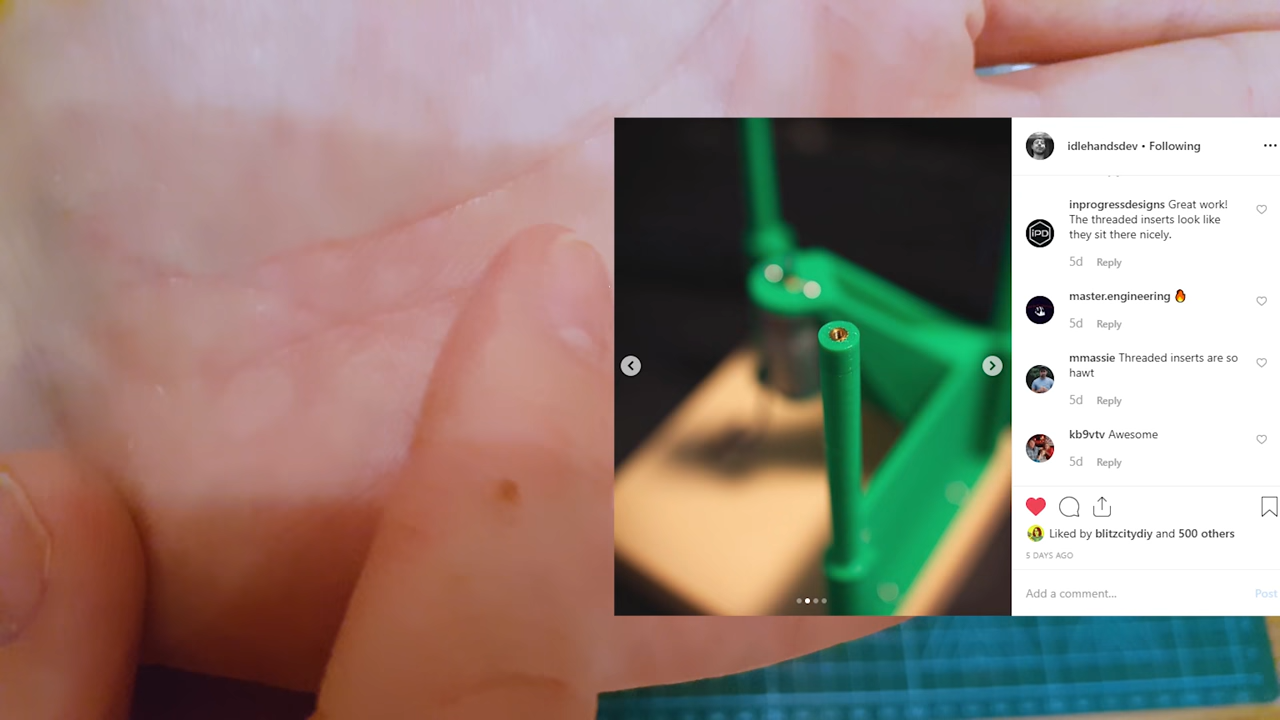 idlehandsdev • Following
inprogressdesigns Great work!
The threaded inserts look like
they sit there nicely.
5d Reply
iPD
master.engineering 🔥
5d Reply
mmassie Threaded inserts are so
hawt
5d Reply
kb9vtv Awesome
5d Reply
Liked by blitzcitydiy and 500 others
5 DAYS AGO
Add a comment... Post